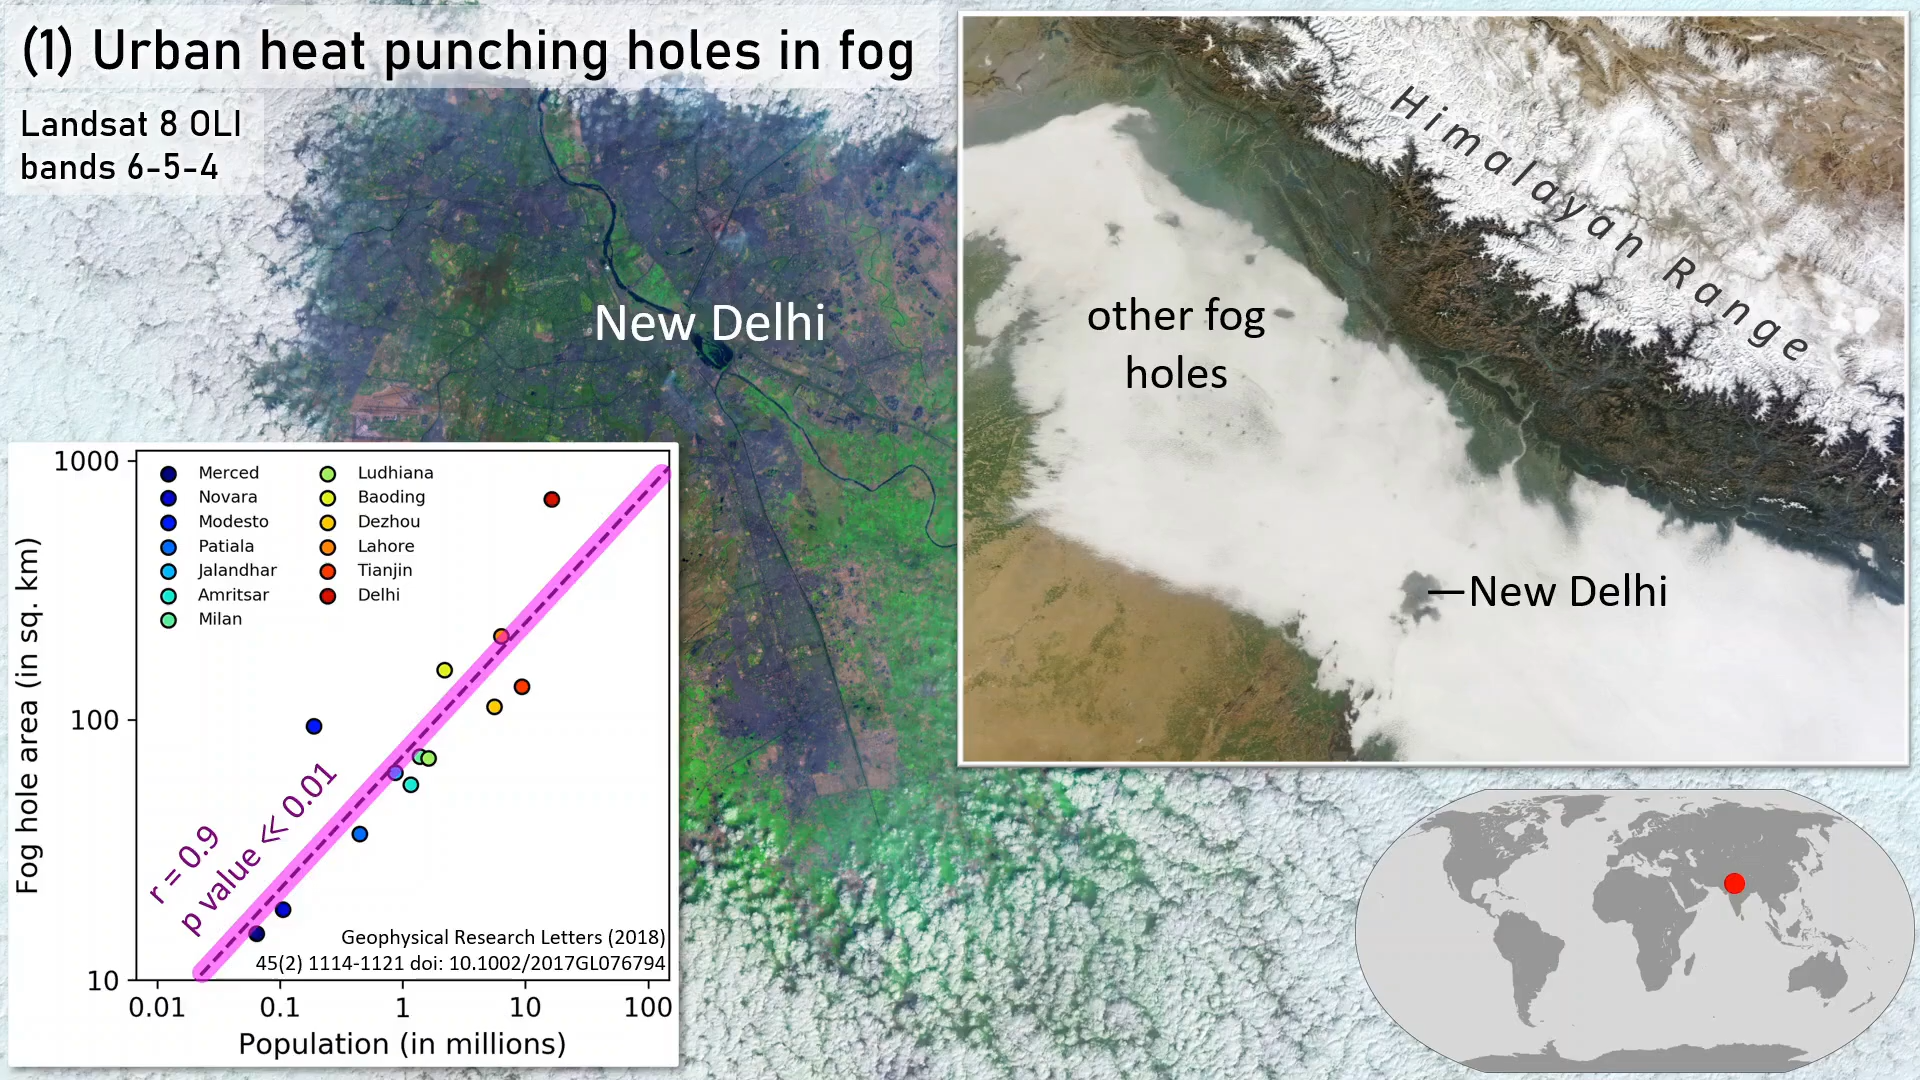 (1) Urban heat punching holes in fog
Landsat 8 OLI
bands 6-5-4
New Delhi
Himalayan Range
other fog
holes
—New Delhi
1000
100
10
Fog hole area (in sq. km)
Merced
Novara
Modesto
Patiala
Jalandhar
Amritsar
Milan
Ludhiana
Baoding
Dezhou
Lahore
Tianjin
Delhi
r = 0.9
p value << 0.01
Geophysical Research Letters (2018)
45(2) 1114-1121 doi: 10.1002/2017GL076794
0.01 0.1 1 10 100
Population (in millions)